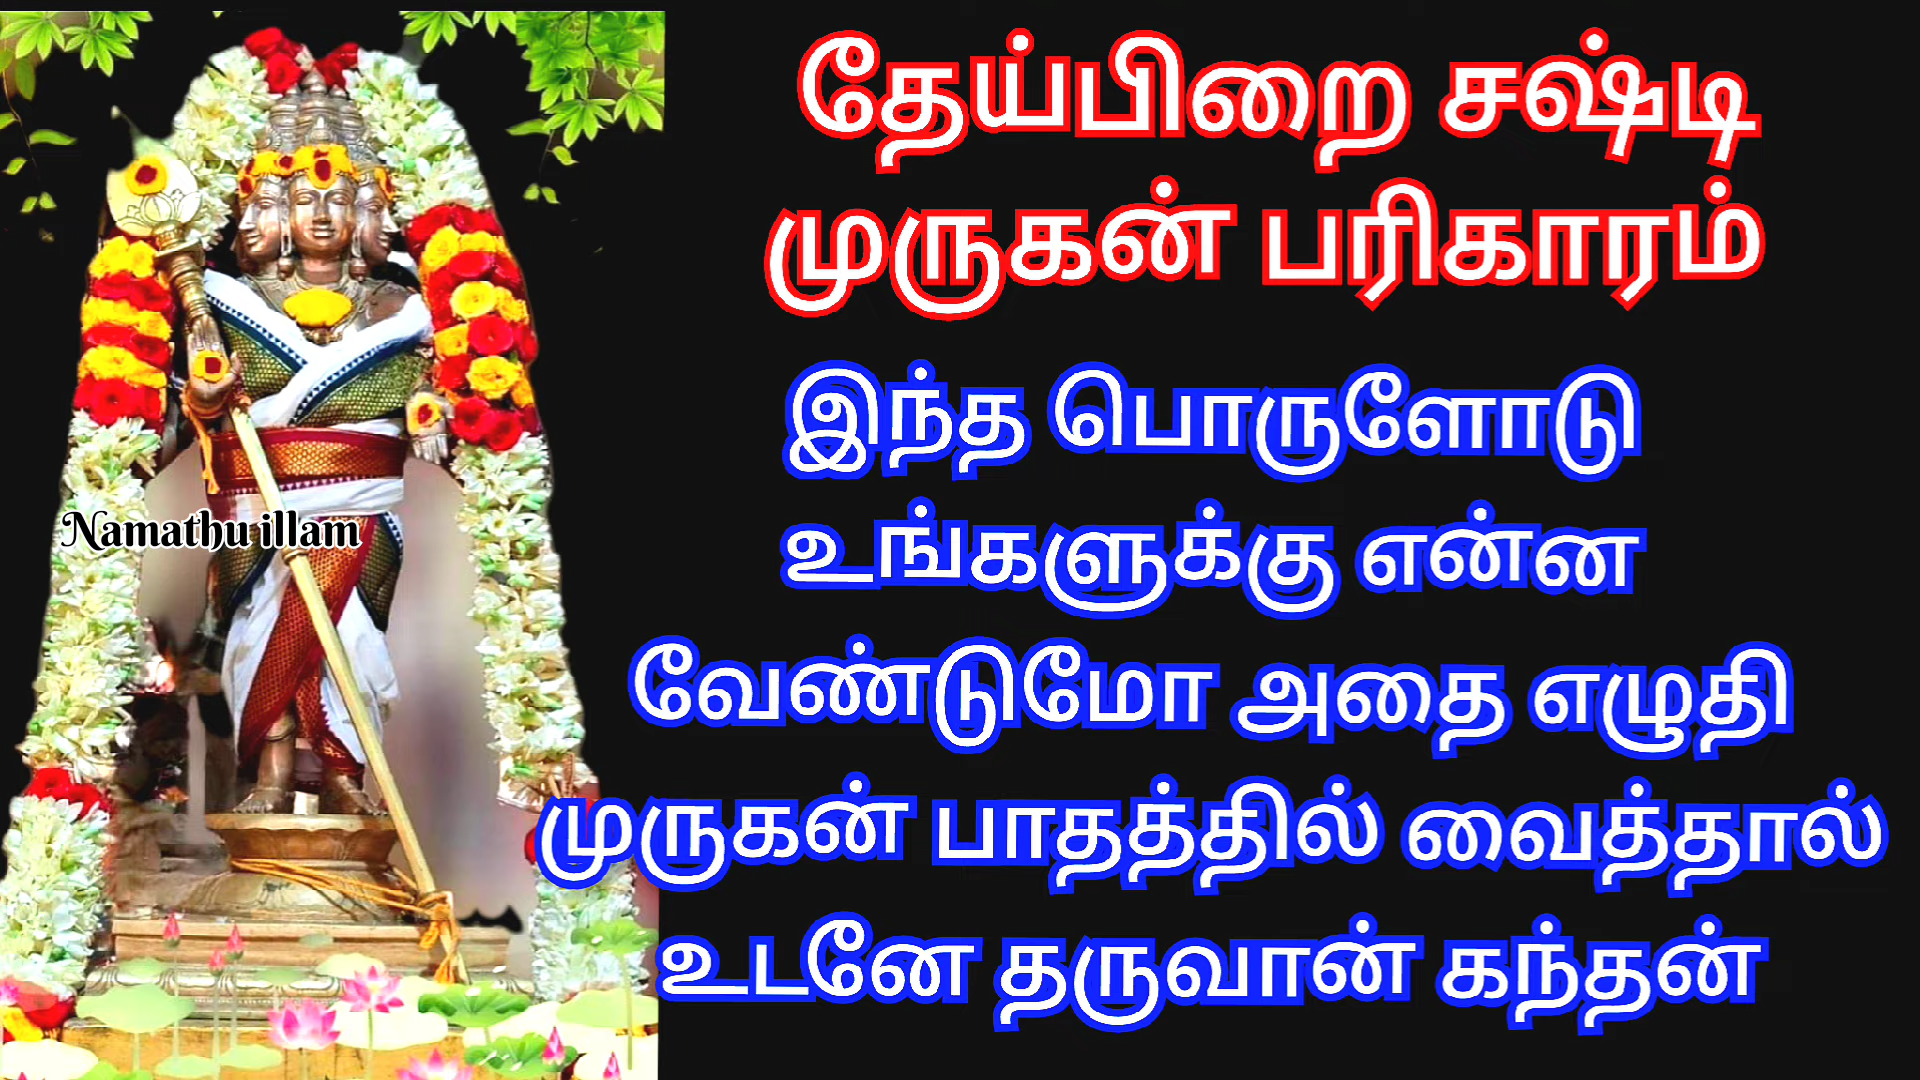 தேய்பிறை சஷ்டி
முருகன் பரிகாரம்
இந்த பொருளோடு
உங்களுக்கு என்ன
வேண்டுமோ அதை எழுதி
முருகன் பாதத்தில் வைத்தால்
உடனே தருவான் கந்தன்
Namathu illam